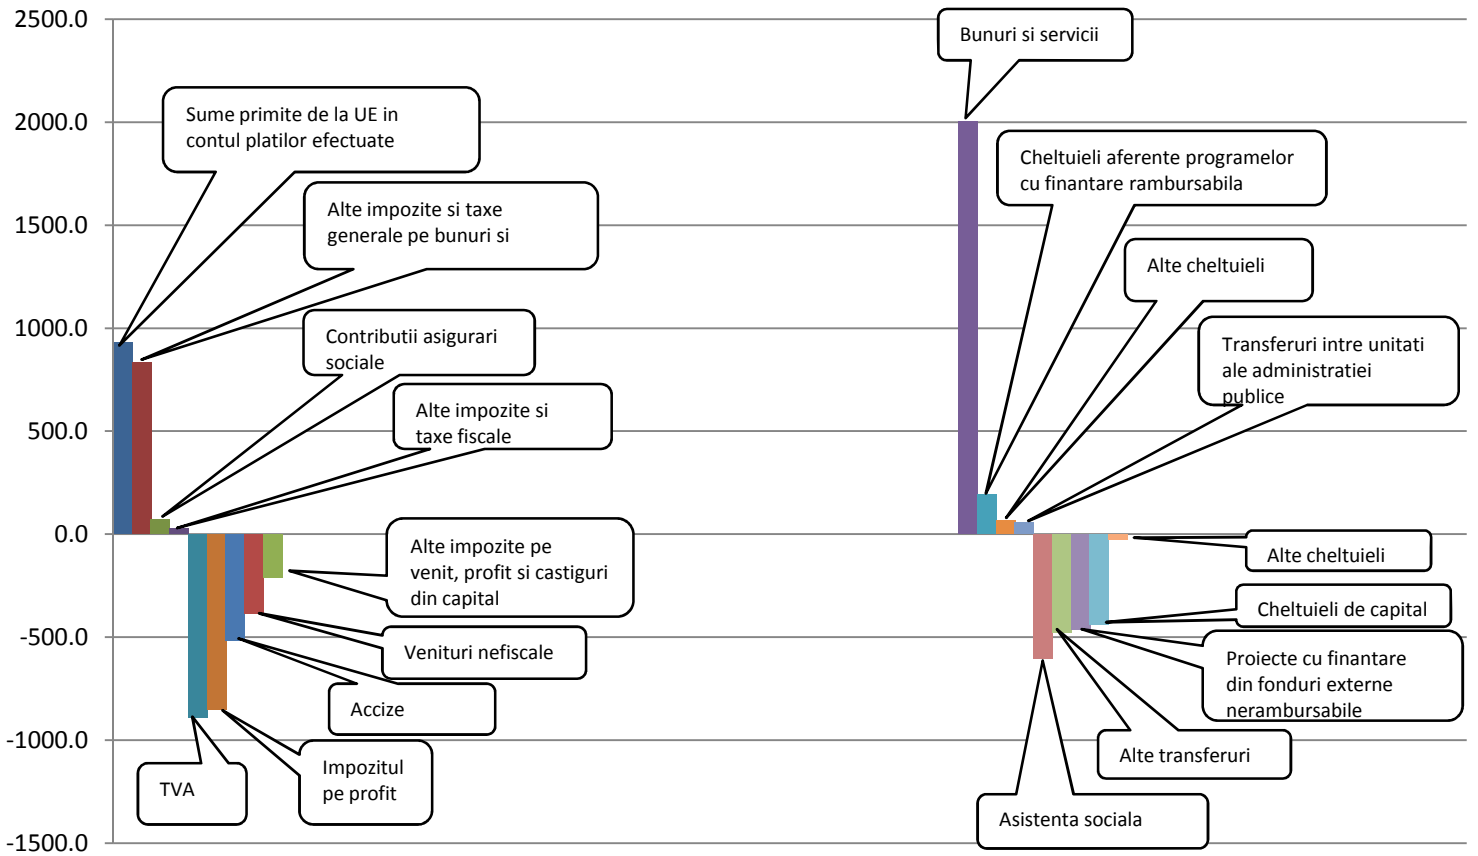 2500.0
2000.0
1500.0
1000.0
500.0
0.0
-500.0
-1000.0
-1500.0
Sume primite de la UE in
contul platilor efectuate
Alte impozite si taxe
generale pe bunuri si
Contributii asigurari
sociale
Alte impozite si
taxe fiscale
Alte impozite pe
venit, profit si castiguri
din capital
Venituri nefiscale
Accize
Impozitul
pe profit
TVA
Bunuri si servicii
Cheltuieli aferente programelor
cu finantare rambursabila
Alte cheltuieli
Transferuri intre unitati
ale administratiei
publice
Alte cheltuieli
Cheltuieli de capital
Proiecte cu finantare
din fonduri externe
nerambursabile
Alte transferuri
Asistenta sociala